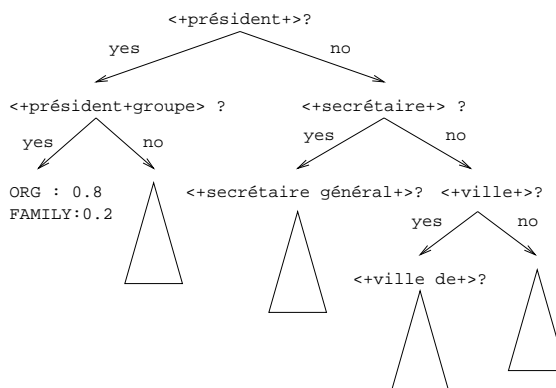 <+président+>?
yes no
<+président+groupe> ? <+secrétaire+> ?
yes no yes no
ORG : 0.8 <+secrétaire général+>? <+ville+>?
FAMILY:0.2
yes no
<+ville de+>?